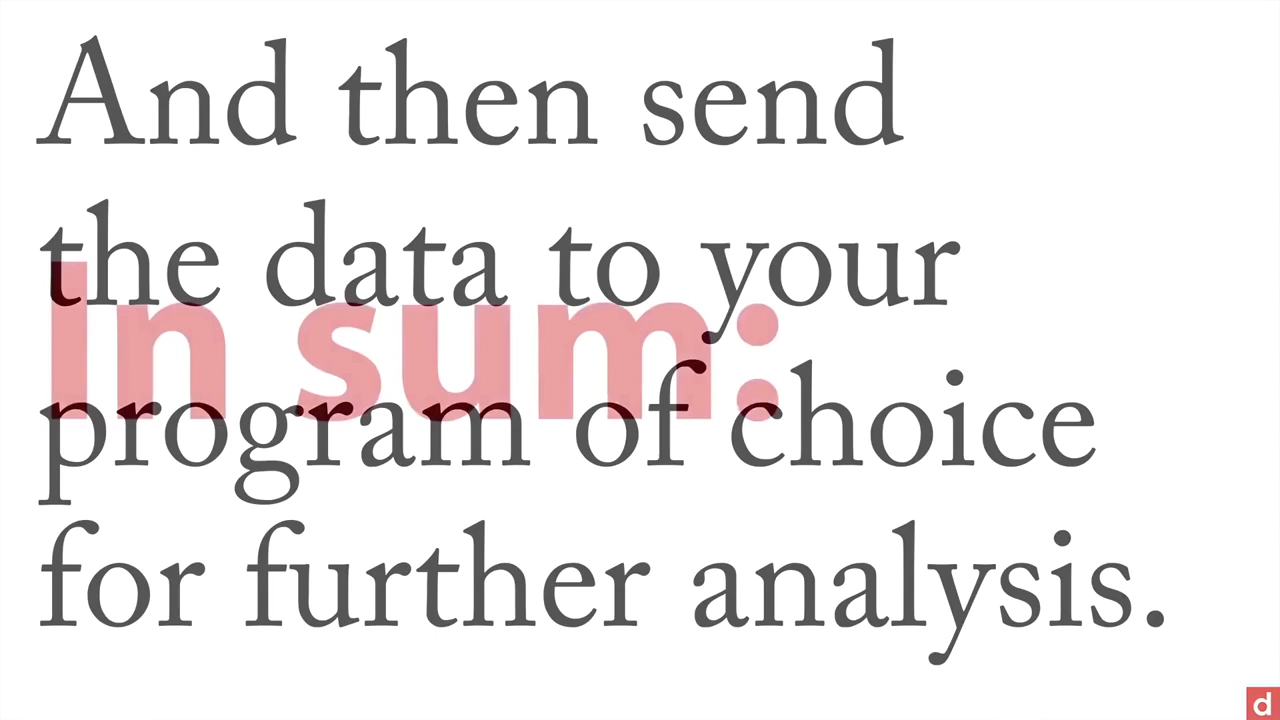 And then send
the data to your
In sum:
program of choice
for further analysis.
d